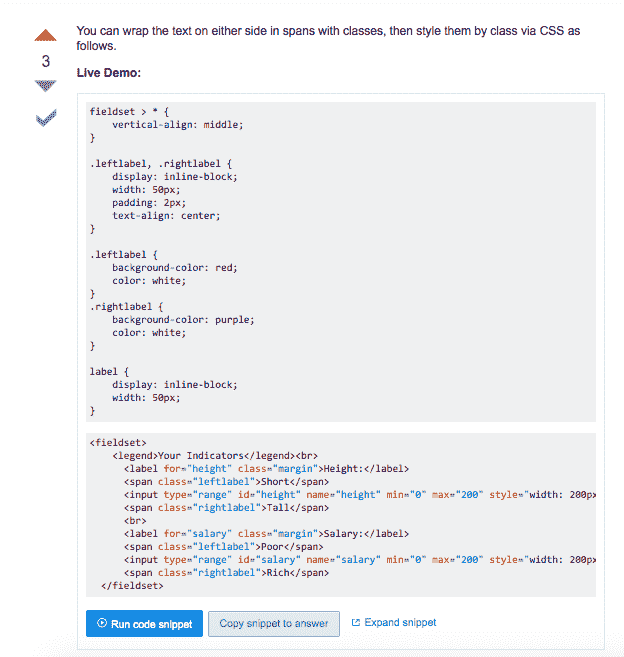 You can wrap the text on either side in spans with classes, then style them by class via CSS as
follows.
3
Live Demo:
fieldset > * {
    vertical-align: middle;
}
.leftlabel, .rightlabel {
    display: inline-block;
    width: 50px;
    padding: 2px;
    text-align: center;
}
.leftlabel {
    background-color: red;
    color: white;
}
.rightlabel {
    background-color: purple;
    color: white;
}
label {
    display: inline-block;
    width: 50px;
}
<fieldset>
    <legend>Your Indicators</legend><br>
      <label for="height" class="margin">Height:</label>
      <span class="leftlabel">Short</span>
      <input type="range" id="height" name="height" min="0" max="200" style="width: 200px
      <span class="rightlabel">Tall</span>
      <br>
      <label for="salary" class="margin">Salary:</label>
      <span class="leftlabel">Poor</span>
      <input type="range" id="salary" name="salary" min="0" max="200" style="width: 200px
      <span class="rightlabel">Rich</span>
  </fieldset>
Run code snippet
Copy snippet to answer
Expand snippet